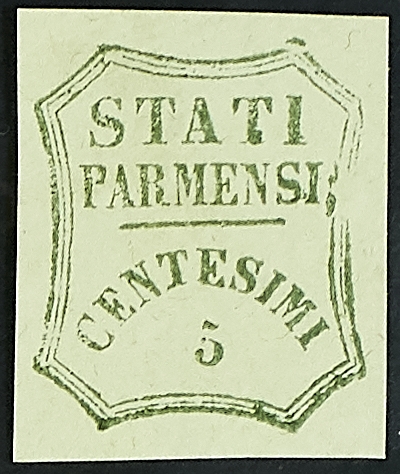 STATI
PARMENSI;
CENTESIMI
5